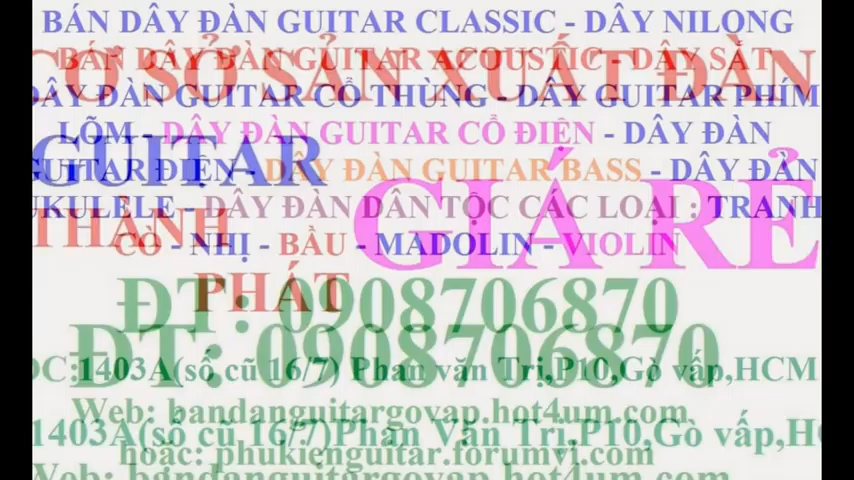 BÁN DÂY ĐÀN GUITAR CLASSIC - DÂY NILONG
BÁN DÂY ĐÀN GUITAR ACOUSTIC - DÂY SẮT
CƠ SỞ SẢN XUẤT ĐÀN
DÂY ĐÀN GUITAR CỔ THÙNG - DÂY GUITAR PHÍM
LÕM - DÂY ĐÀN GUITAR CỔ ĐIỆN - DÂY ĐÀN
GUITAR
GUITAR ĐIỆN - DÂY ĐÀN GUITAR BASS - DÂY ĐÀN
GIÁ RẺ
UKULELE - DÂY ĐÀN DÂN TỘC CÁC LOẠI : TRANH
THÀNH
CÒ - NHỊ - BẦU - MADOLIN - VIOLIN
PHÁT
ĐT: 0908706870
ĐT: 0908706870
ĐC:1403A(số cũ 16/7) Phan văn Trị,P10,Gò vấp,HCM
Web: bandanguitargovap.hot4um.com
1403A(số cũ 16/7)Phan Văn Trị,P10,Gò vấp,HC
hoặc: phukienguitar.forumvi.com
Web: bandanguitargovap.hot4um.com